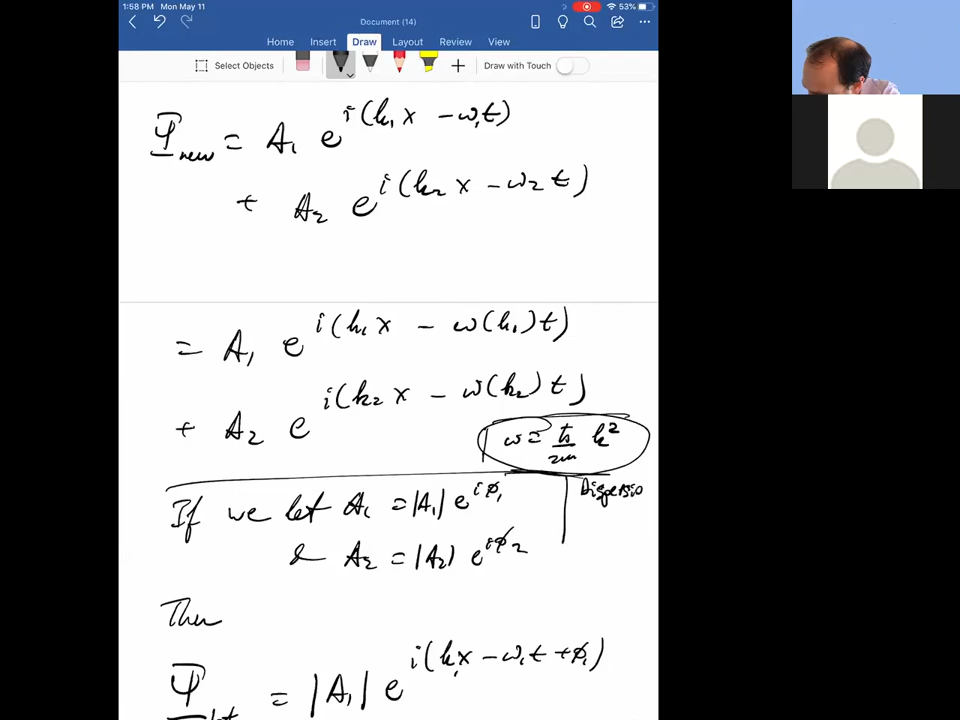 1:58 PM Mon May 11
53%
Document (14)
Home Insert Draw Layout Review View
Select Objects
Draw with Touch
Ψ_new = A₁ e^{i(k₁x - ω₁t)}
+ A₂ e^{i(k₂x - ω₂t)}
= A₁ e^{i(k₁x - ω(k₁)t)}
+ A₂ e^{i(k₂x - ω(k₂)t)}
ω = ħ/2m k²
Dispersio
If we let A₁ = |A₁| e^{iφ₁}
& A₂ = |A₂| e^{iφ₂}
Then
Ψ = |A₁| e^{i(k₁x - ω₁t + φ₁)}